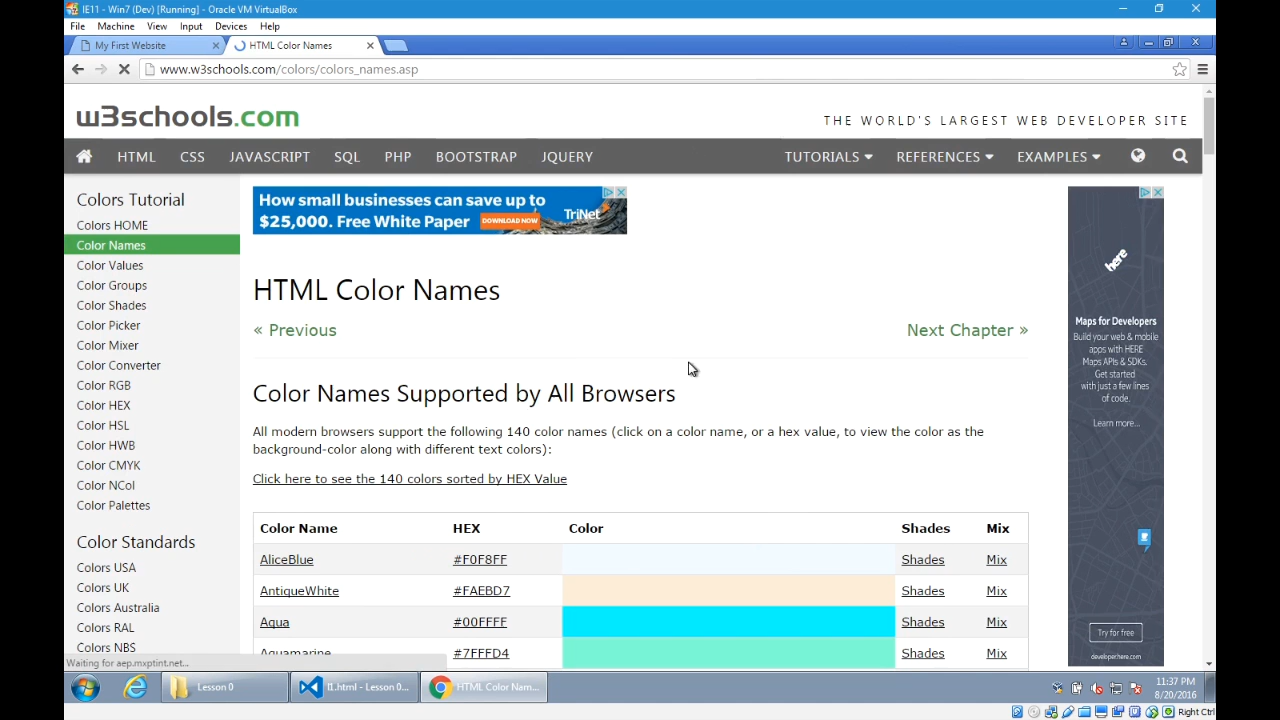 IE11 - Win7 (Dev) [Running] - Oracle VM VirtualBox
File Machine View Input Devices Help
My First Website
HTML Color Names
www.w3schools.com/colors/colors_names.asp
w3schools.com
THE WORLD'S LARGEST WEB DEVELOPER SITE
HTML CSS JAVASCRIPT SQL PHP BOOTSTRAP JQUERY TUTORIALS REFERENCES EXAMPLES
Colors Tutorial
Colors HOME
Color Names
Color Values
Color Groups
Color Shades
Color Picker
Color Mixer
Color Converter
Color RGB
Color HEX
Color HSL
Color HWB
Color CMYK
Color NCol
Color Palettes
Color Standards
Colors USA
Colors UK
Colors Australia
Colors RAL
Colors NBS
How small businesses can save up to
$25,000. Free White Paper DOWNLOAD NOW
TriNet
HTML Color Names
« Previous
Next Chapter »
Color Names Supported by All Browsers
All modern browsers support the following 140 color names (click on a color name, or a hex value, to view the color as the
background-color along with different text colors):
Click here to see the 140 colors sorted by HEX Value
Color Name HEX Color Shades Mix
AliceBlue #F0F8FF Shades Mix
AntiqueWhite #FAEBD7 Shades Mix
Aqua #00FFFF Shades Mix
Aquamarine #7FFFD4 Shades Mix
here
Maps for Developers
Build your web & mobile
apps with HERE
Maps APIs & SDKs.
Get started
with just a few lines
of code.
Learn more...
Try for free
developer.here.com
Waiting for aep.mxptint.net...
Lesson 0
l1.html - Lesson 0...
HTML Color Nam...
11:37 PM
8/20/2016
Right Ctrl